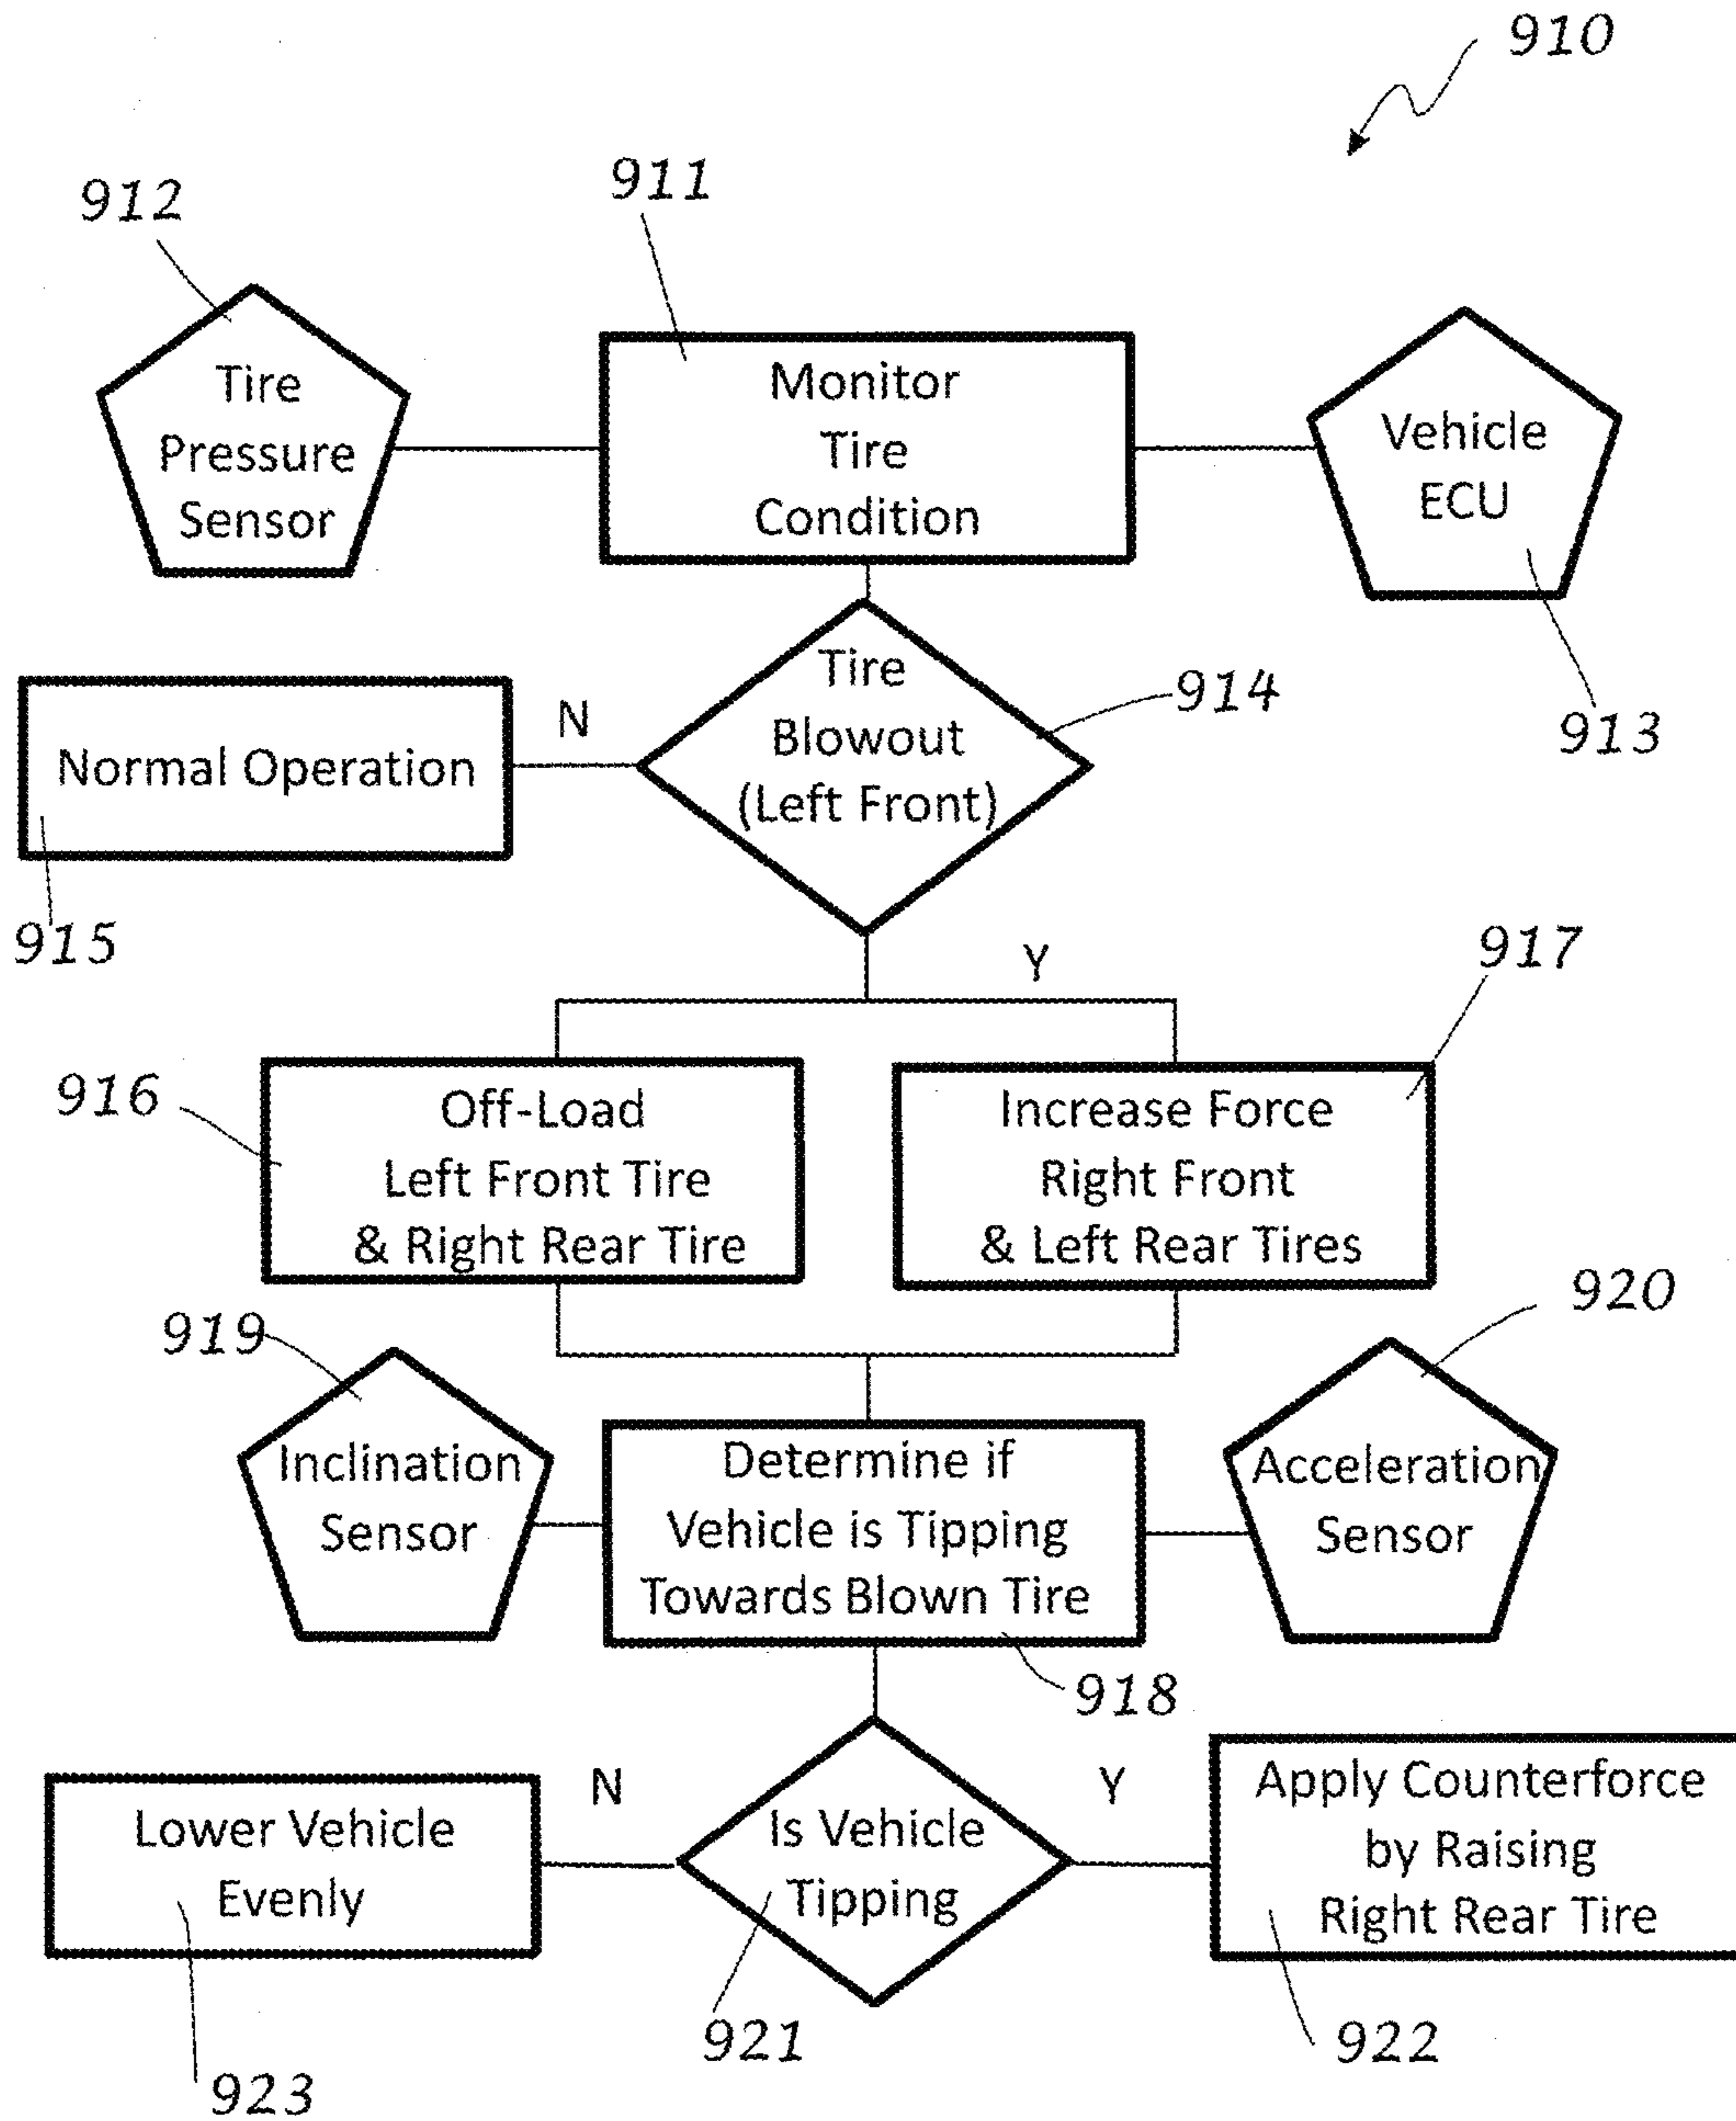 910
911
912
Tire
Pressure
Sensor
Monitor
Tire
Condition
Vehicle
ECU
913
Tire
Blowout
(Left Front)
914
N
Normal Operation
915
Y
917
916
Off-Load
Left Front Tire
& Right Rear Tire
Increase Force
Right Front
& Left Rear Tires
919
920
Inclination
Sensor
Determine if
Vehicle is Tipping
Towards Blown Tire
Acceleration
Sensor
918
N
Y
Lower Vehicle
Evenly
Is Vehicle
Tipping
Apply Counterforce
by Raising
Right Rear Tire
921
922
923